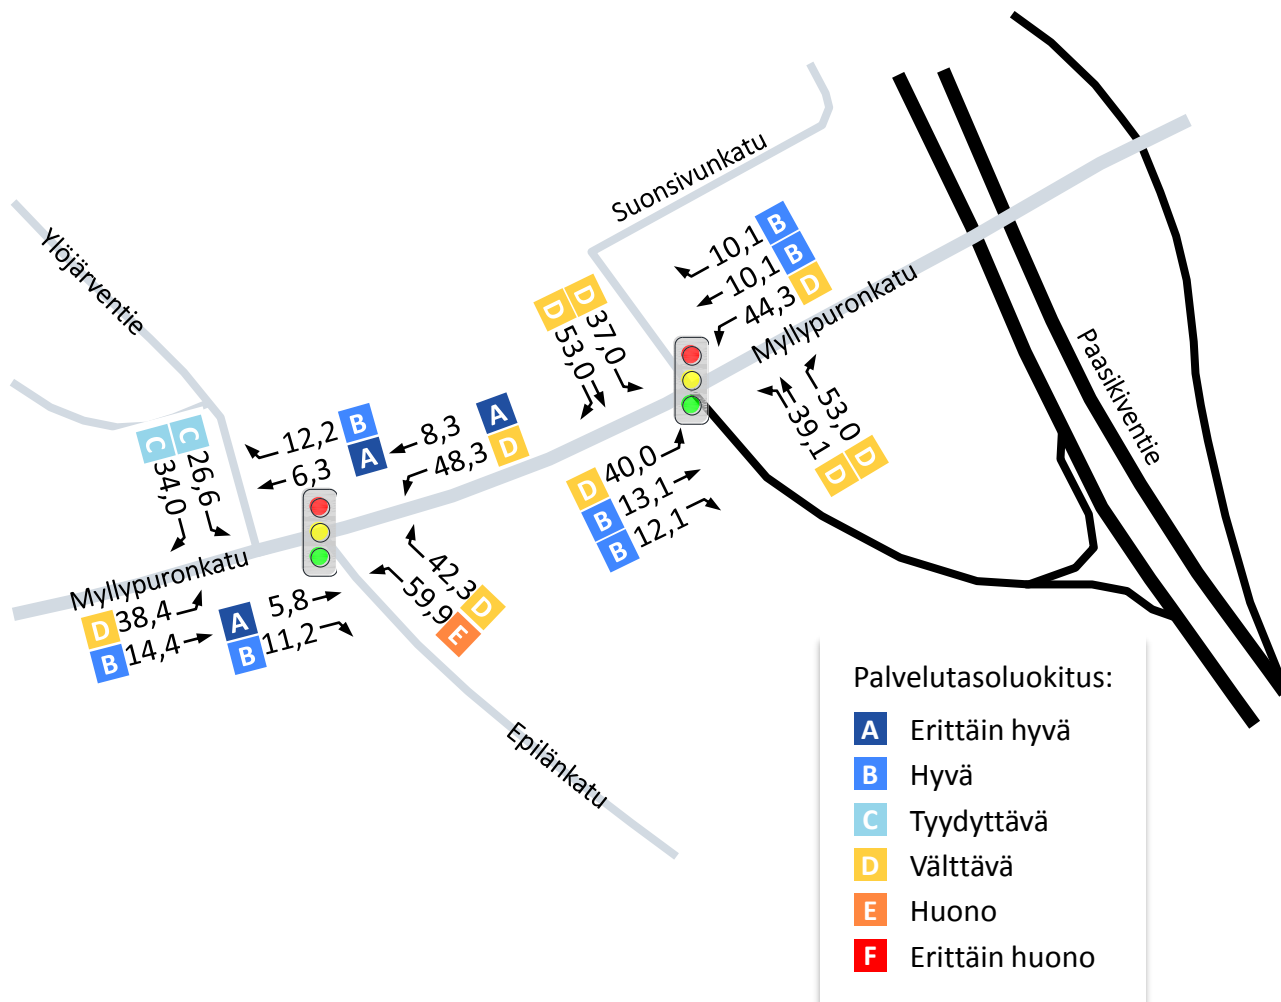 Suonsivunkatu
Ylöjärventie
10,1 B
10,1 B
44,3 D
Myllypuronkatu
Paasikiventie
D 37,0
D 53,0
53,0 D
39,1 D
D 40,0
B 13,1
B 12,1
12,2 B
6,3 A
8,3 A
48,3 D
C 26,6
C 34,0
Myllypuronkatu
D 38,4
B 14,4
A 5,8
B 11,2
42,3 D
59,9 E
Epilänkatu
Palvelutasoluokitus:
A Erittäin hyvä
B Hyvä
C Tyydyttävä
D Välttävä
E Huono
F Erittäin huono